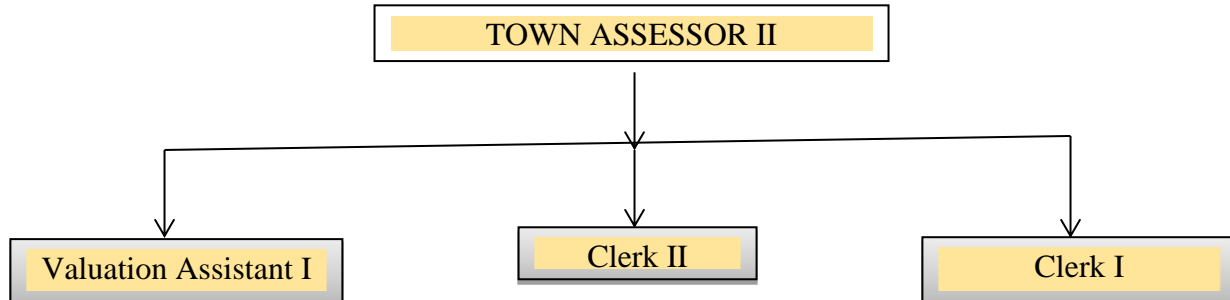 TOWN ASSESSOR II
Valuation Assistant I
Clerk II
Clerk I